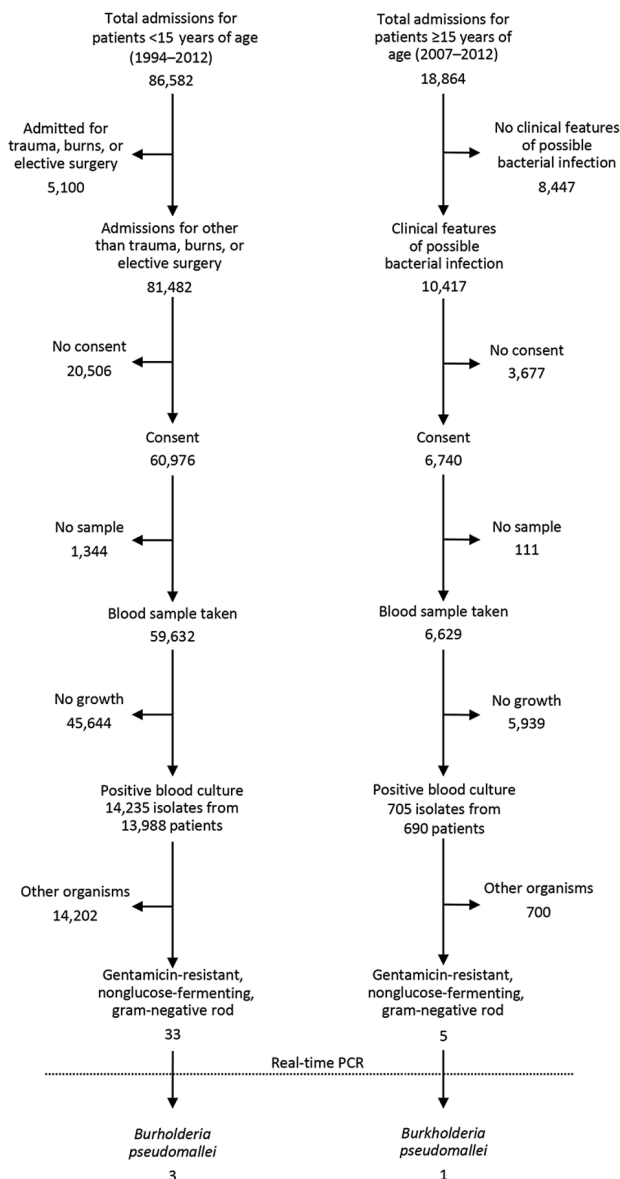 Total admissions for
patients <15 years of age
(1994–2012)
86,582
Admitted for
trauma, burns, or
elective surgery
5,100
Admissions for other
than trauma, burns, or
elective surgery
81,482
No consent
20,506
Consent
60,976
No sample
1,344
Blood sample taken
59,632
No growth
45,644
Positive blood culture
14,235 isolates from
13,988 patients
Other organisms
14,202
Gentamicin-resistant,
nonglucose-fermenting,
gram-negative rod
33
Total admissions for
patients ≥15 years of
age (2007–2012)
18,864
No clinical features
of possible
bacterial infection
8,447
Clinical features
of possible
bacterial infection
10,417
No consent
3,677
Consent
6,740
No sample
111
Blood sample taken
6,629
No growth
5,939
Positive blood culture
705 isolates from
690 patients
Other organisms
700
Gentamicin-resistant,
nonglucose-fermenting,
gram-negative rod
5
Real-time PCR
Burholderia
pseudomallei
3
Burkholderia
pseudomallei
1